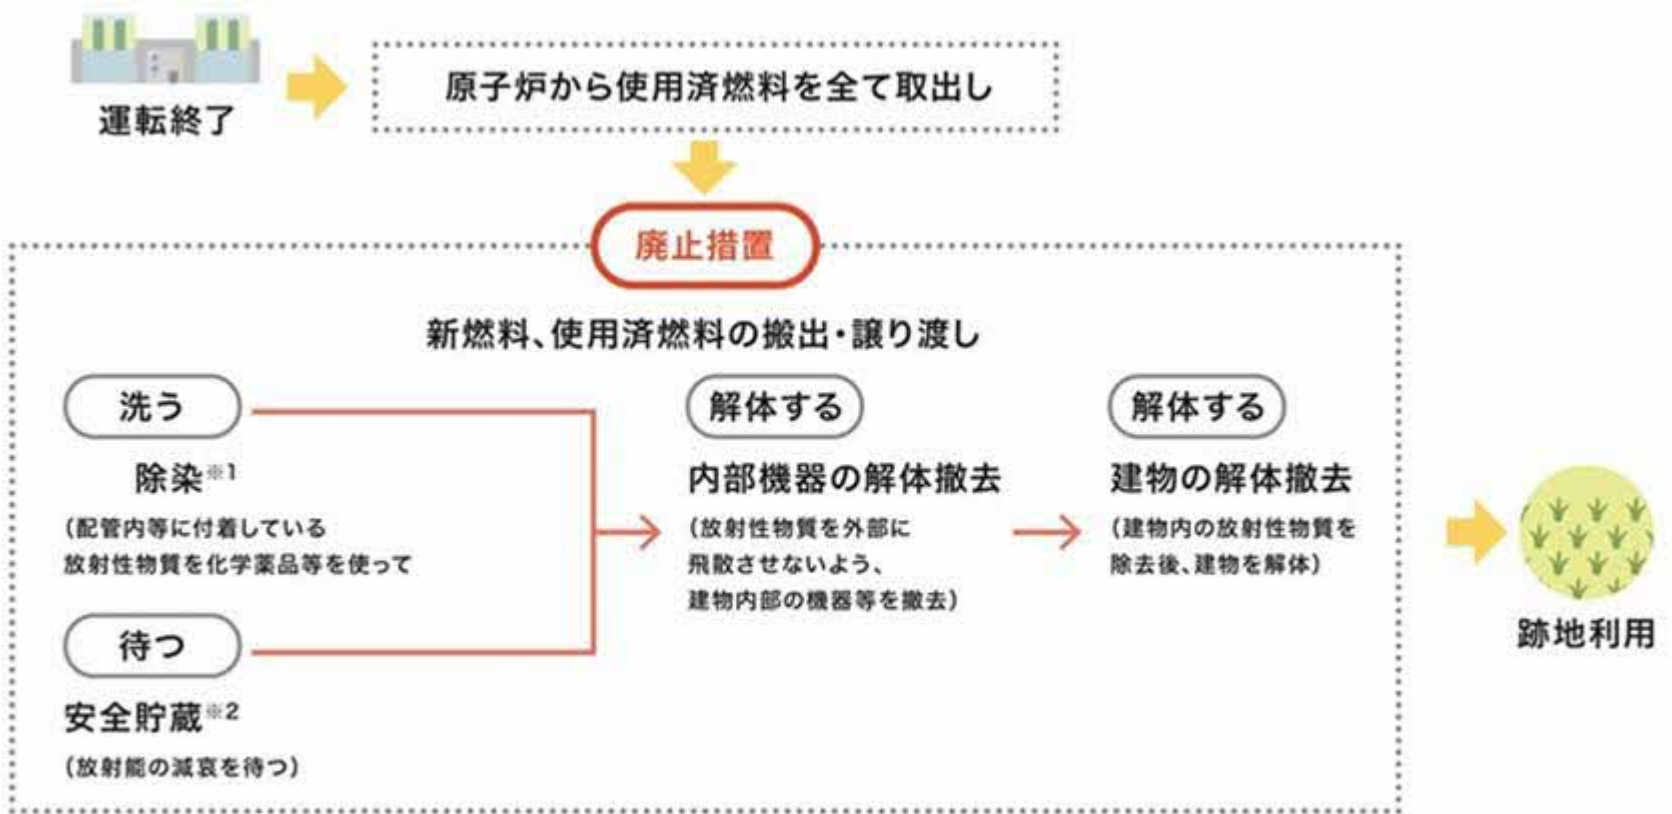 運転終了
原子炉から使用済燃料を全て取出し
廃止措置
新燃料、使用済燃料の搬出・譲り渡し
洗う
除染※1
(配管内等に付着している
放射性物質を化学薬品等を使って
待つ
安全貯蔵※2
(放射能の減衰を待つ)
解体する
内部機器の解体撤去
(放射性物質を外部に
飛散させないよう、
建物内部の機器等を撤去)
解体する
建物の解体撤去
(建物内の放射性物質を
除去後、建物を解体)
跡地利用